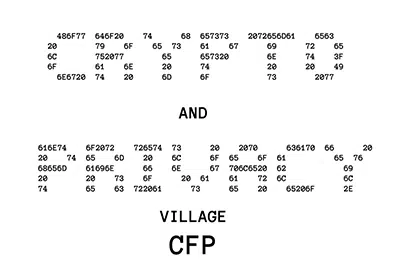 486F77 646F20 74 68 657373 2072656D61 6563
20 79 6F 65 73 61 67 69 72 65
6C 752077 65 657320 6E 74 3F
6F 61 6E 20 74 20 20 49
6E6720 74 20 6D 6F 73 2077
AND
616E74 6F2072 726574 73 20 2070 636170 66 20
20 74 65 6D 20 6C 6F 65 6F 61 65 76
68656D 61696E 66 6E 67 706C6520 62 69
20 20 73 6F 20 61 61 72 6C 6C
74 65 63 722061 73 65 20 65206F 2E
VILLAGE
CFP